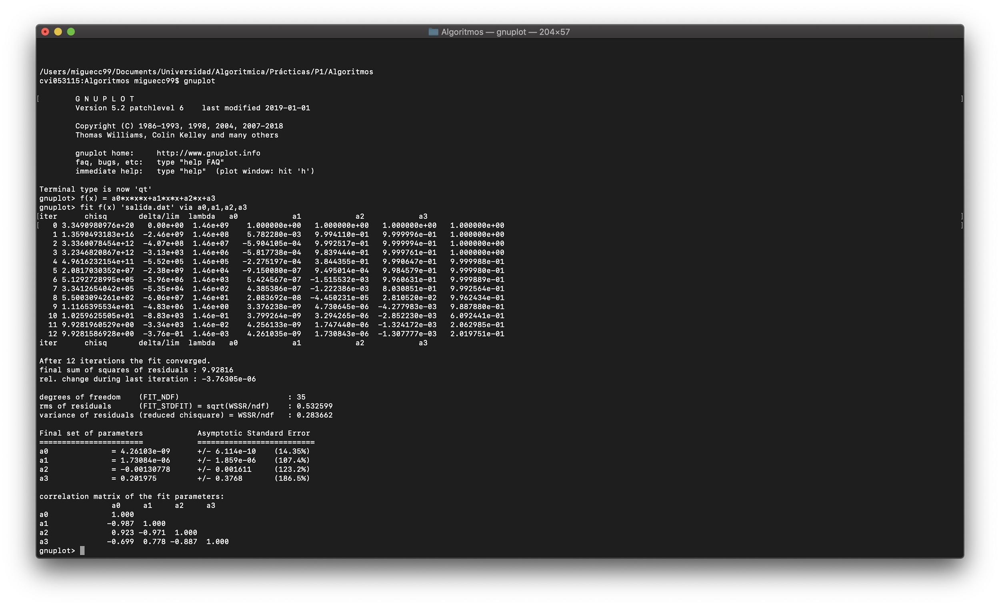 Algoritmos — gnuplot — 204×57
/Users/miguecc99/Documents/Universidad/Algoritmica/Prácticas/P1/Algoritmos
cvi053115:Algoritmos miguecc99$ gnuplot
[        G N U P L O T        ]
Version 5.2 patchlevel 6    last modified 2019-01-01
Copyright (C) 1986-1993, 1998, 2004, 2007-2018
Thomas Williams, Colin Kelley and many others
gnuplot home:     http://www.gnuplot.info
faq, bugs, etc:   type "help FAQ"
immediate help:   type "help"  (plot window: hit 'h')
Terminal type is now 'qt'
gnuplot> f(x) = a0*x*x*x+a1*x*x+a2*x+a3
gnuplot> fit f(x) 'salida.dat' via a0,a1,a2,a3
[iter      chisq       delta/lim  lambda   a0            a1            a2            a3        ]
[   0 3.3490980976e+20   0.00e+00  1.46e+09    1.000000e+00   1.000000e+00   1.000000e+00   1.000000e+00        ]
   1 1.3590493183e+16  -2.46e+09  1.46e+08    5.782280e-03   9.994110e-01   9.999996e-01   1.000000e+00
   2 3.3360078454e+12  -4.07e+08  1.46e+07   -5.904105e-04   9.992517e-01   9.999994e-01   1.000000e+00
   3 3.2346820867e+12  -3.13e+03  1.46e+06   -5.817738e-04   9.839444e-01   9.999761e-01   1.000000e+00
   4 4.9616232154e+11  -5.52e+05  1.46e+05   -2.275197e-04   3.844355e-01   9.990647e-01   9.999988e-01
   5 2.0817030352e+07  -2.38e+09  1.46e+04   -9.150080e-07   9.495014e-04   9.984579e-01   9.999980e-01
   6 5.1292728995e+05  -3.96e+06  1.46e+03    5.424567e-07  -1.515532e-03   9.960631e-01   9.999889e-01
   7 3.3412654042e+05  -5.35e+04  1.46e+02    4.385386e-07  -1.222386e-03   8.030851e-01   9.992564e-01
   8 5.5003094261e+02  -6.06e+07  1.46e+01    2.083692e-08  -4.450231e-05   2.810520e-02   9.962434e-01
   9 1.1165395534e+01  -4.83e+06  1.46e+00    3.376238e-09   4.730645e-06  -4.277983e-03   9.887880e-01
  10 1.0259625505e+01  -8.83e+03  1.46e-01    3.799264e-09   3.294265e-06  -2.852230e-03   6.092441e-01
  11 9.9281960529e+00  -3.34e+03  1.46e-02    4.256133e-09   1.747440e-06  -1.324172e-03   2.062985e-01
  12 9.9281586928e+00  -3.76e-01  1.46e-03    4.261035e-09   1.730843e-06  -1.307777e-03   2.019751e-01
iter      chisq       delta/lim  lambda   a0            a1            a2            a3
After 12 iterations the fit converged.
final sum of squares of residuals : 9.92816
rel. change during last iteration : -3.76305e-06
degrees of freedom    (FIT_NDF)                        : 35
rms of residuals      (FIT_STDFIT) = sqrt(WSSR/ndf)    : 0.532599
variance of residuals (reduced chisquare) = WSSR/ndf   : 0.283662
Final set of parameters            Asymptotic Standard Error
=======================            ==========================
a0              = 4.26103e-09      +/- 6.114e-10    (14.35%)
a1              = 1.73084e-06      +/- 1.859e-06    (107.4%)
a2              = -0.00130778      +/- 0.001611     (123.2%)
a3              = 0.201975         +/- 0.3768       (186.5%)
correlation matrix of the fit parameters:
                a0     a1     a2     a3
a0              1.000
a1             -0.987  1.000
a2              0.923 -0.971  1.000
a3             -0.699  0.778 -0.887  1.000
gnuplot>